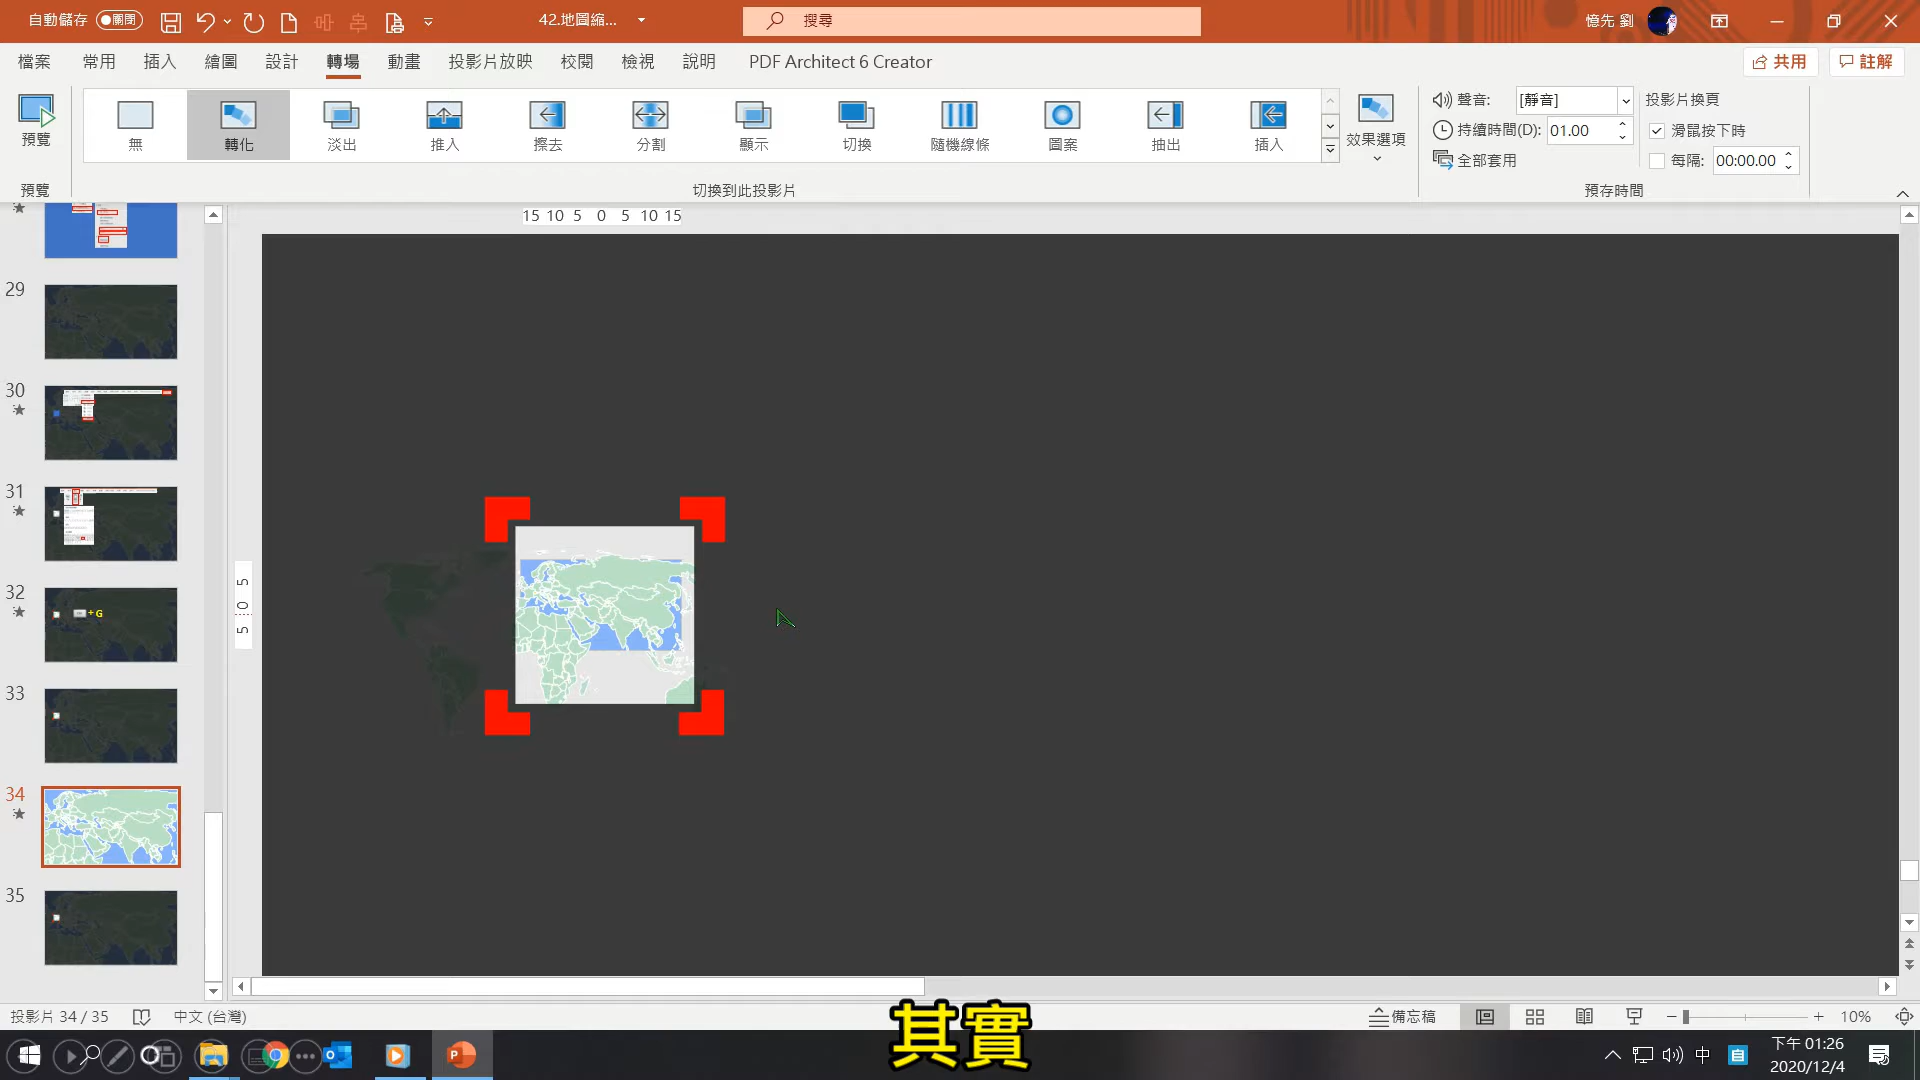 自動儲存
關閉
42.地圖縮...
搜尋
憶先 劉
檔案 常用 插入 繪圖 設計 轉場 動畫 投影片放映 校閱 檢視 說明 PDF Architect 6 Creator
共用
註解
預覽
無 轉化 淡出 推入 擦去 分割 顯示 切換 隨機線條 圖案 抽出 插入
效果選項
聲音: [靜音]
持續時間(D): 01.00
全部套用
投影片換頁
滑鼠按下時
每隔: 00:00.00
預覽
切換到此投影片
預存時間
15 10 5 0 5 10 15
5 0 5
29
30
31
32
+ G
33
34
35
投影片 34 / 35
中文 (台灣)
備忘稿
10%
其實
中
下午 01:26
2020/12/4